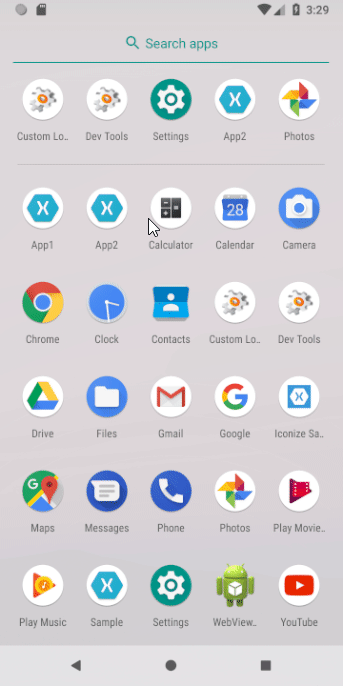 3:29
Search apps
Custom Lo.. Dev Tools Settings App2 Photos
28
App1 App2 Calculator Calendar Camera
Chrome Clock Contacts Custom Lo.. Dev Tools
G
Drive Files Gmail Google Iconize Sa..
G
Maps Messages Phone Photos Play Movie..
Play Music Sample Settings WebView.. YouTube